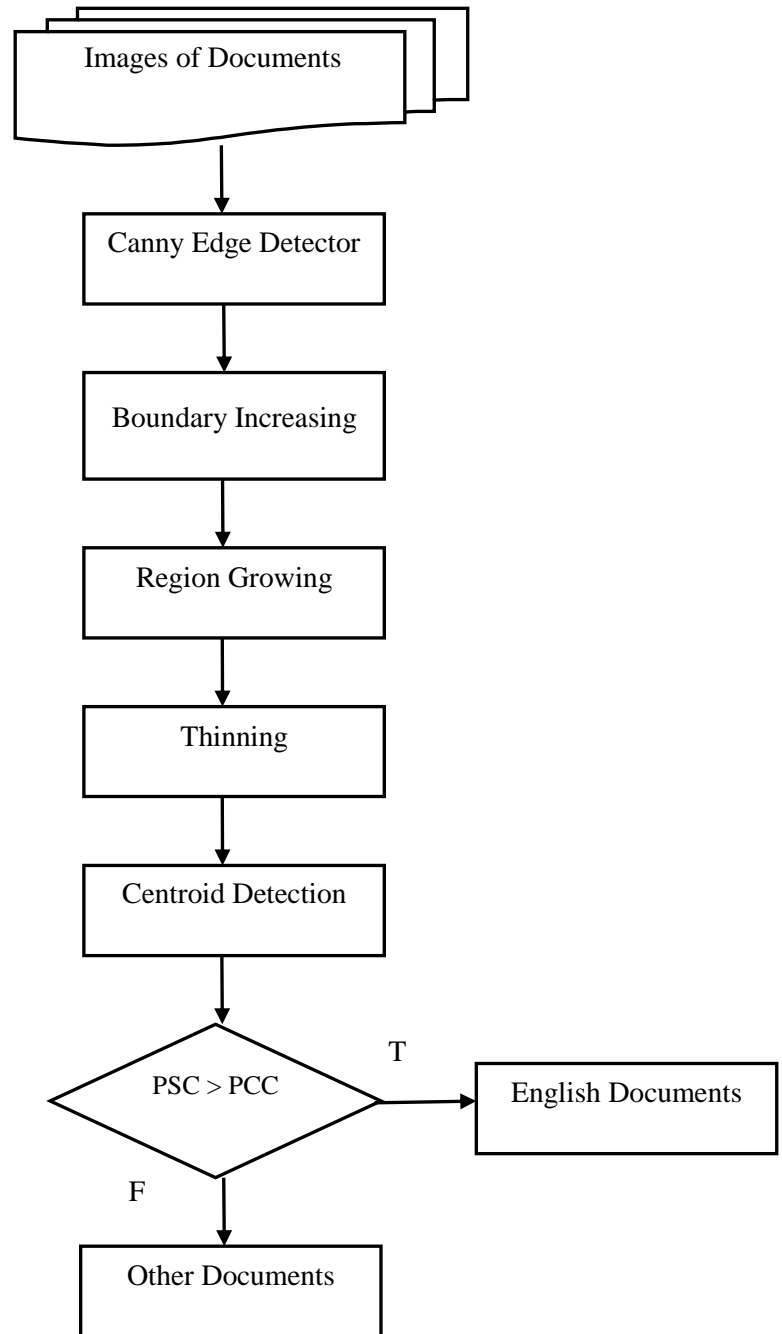 Images of Documents
Canny Edge Detector
Boundary Increasing
Region Growing
Thinning
Centroid Detection
T
PSC > PCC
English Documents
F
Other Documents